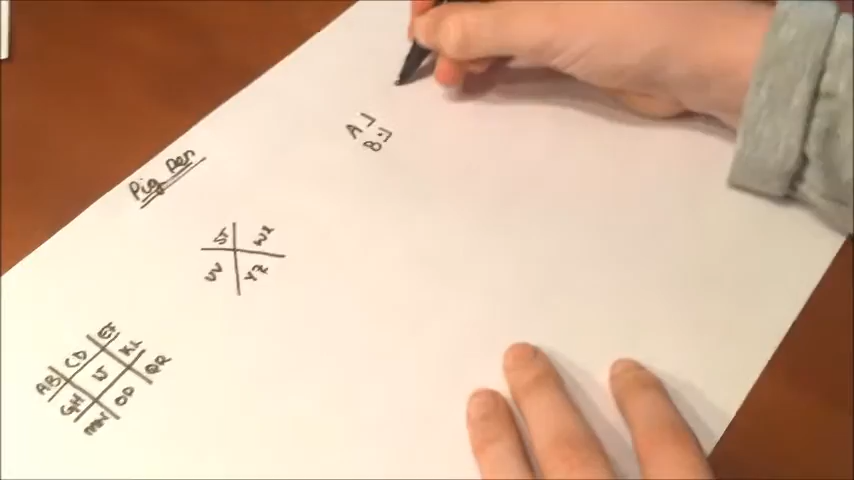 Pig Pen
AB CD EF
GH IJ KL
MN OP QR
ST WX
UV YZ
A
B